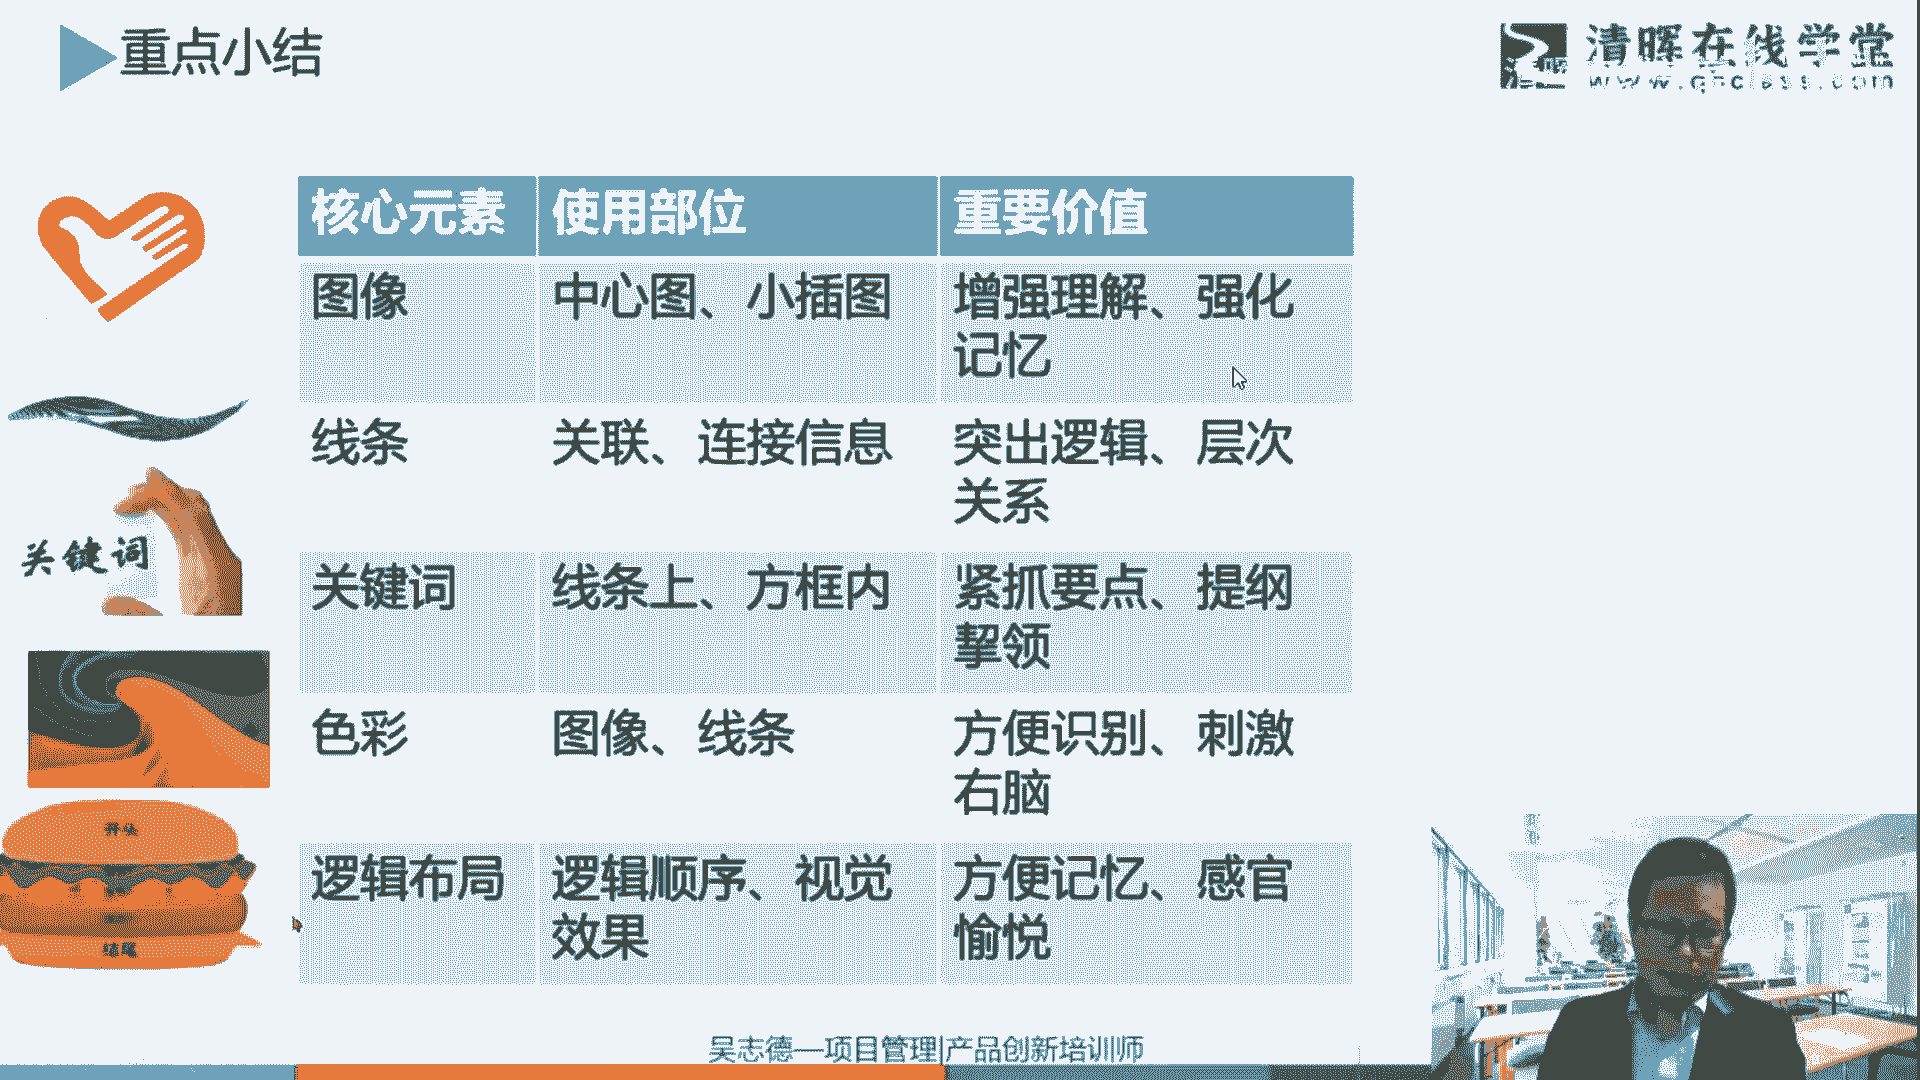 重点小结
清晖在线学堂
www.qhclass.com
核心元素 使用部位 重要价值
图像 中心图、小插图 增强理解、强化
记忆
线条 关联、连接信息 突出逻辑、层次
关系
关键词
关键词 线条上、方框内 紧抓要点、提纲
挈领
色彩 图像、线条 方便识别、刺激
右脑
开头
结尾
逻辑布局 逻辑顺序、视觉 方便记忆、感官
效果 愉悦
吴志德—项目管理|产品创新培训师